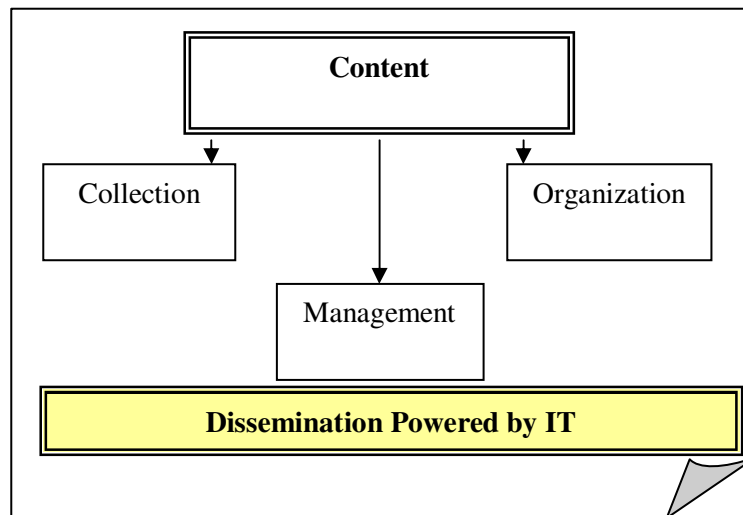 Content
Collection
Organization
Management
Dissemination Powered by IT